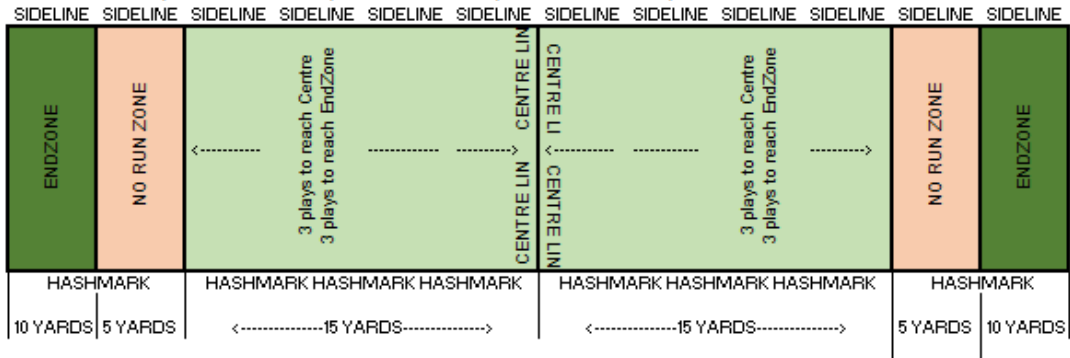 SIDELINE SIDELINE SIDELINE SIDELINE SIDELINE SIDELINE SIDELINE SIDELINE SIDELINE SIDELINE SIDELINE SIDELINE
ENDZONE
NO RUN ZONE
<----------- ----------- ---------->
3 plays to reach Centre
3 plays to reach EndZone
CENTRE LIN CENTRE LIN
CENTRE LI CENTRE LIN
<----------- ----------- ---------->
3 plays to reach Centre
3 plays to reach EndZone
NO RUN ZONE
ENDZONE
HASHMARK HASHMARK HASHMARK HASHMARK HASHMARK HASHMARK HASHMARK HASHMARK
10 YARDS 5 YARDS <---------------15 YARDS---------------> <---------------15 YARDS---------------> 5 YARDS 10 YARDS